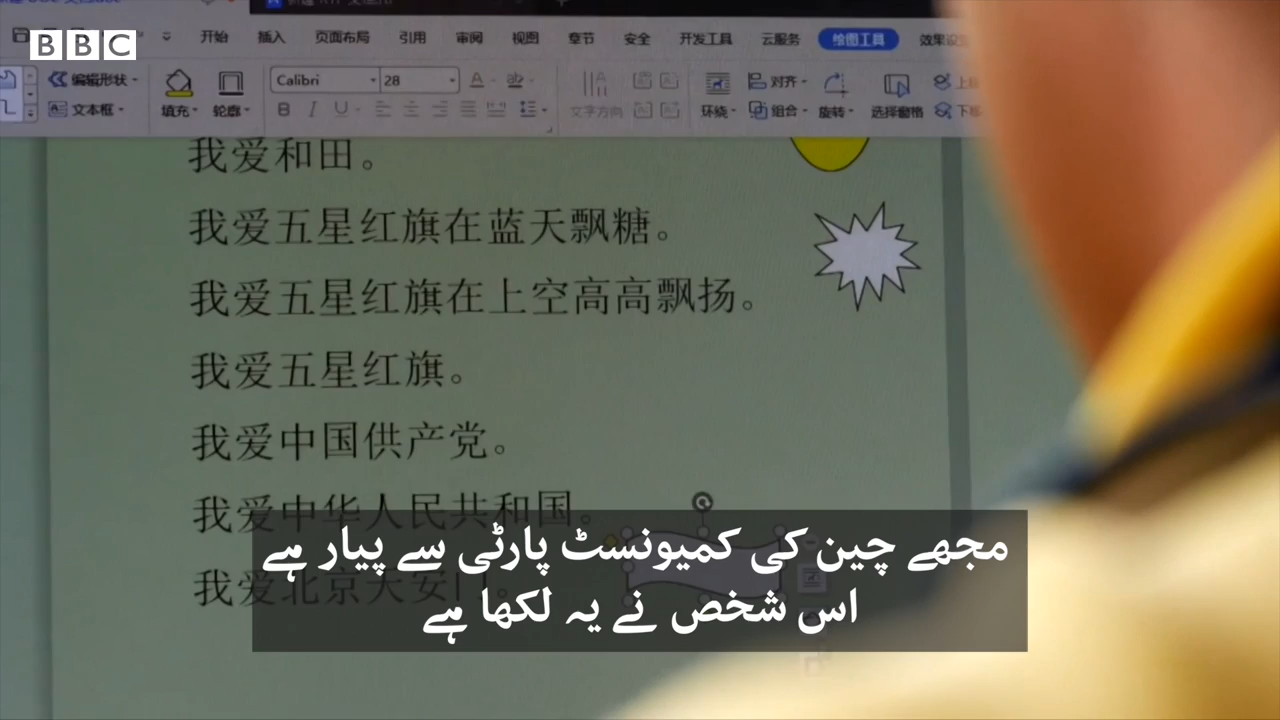 BBC
开始 插入 页面布局 引用 审阅 视图 章节 安全 开发工具 云服务 绘图工具
编辑形状 填充 轮廓 Calibri 28 环绕 对齐 旋转 选择窗格
文本框 B I U 文字方向 组合
我爱和田。
我爱五星红旗在蓝天飘糖。
我爱五星红旗在上空高高飘扬。
我爱五星红旗。
我爱中国供产党。
我爱中华人民共和国。
我爱北京天安门。
مجھے چین کی کمیونسٹ پارٹی سے پیار ہے
اس شخص نے یہ لکھا ہے